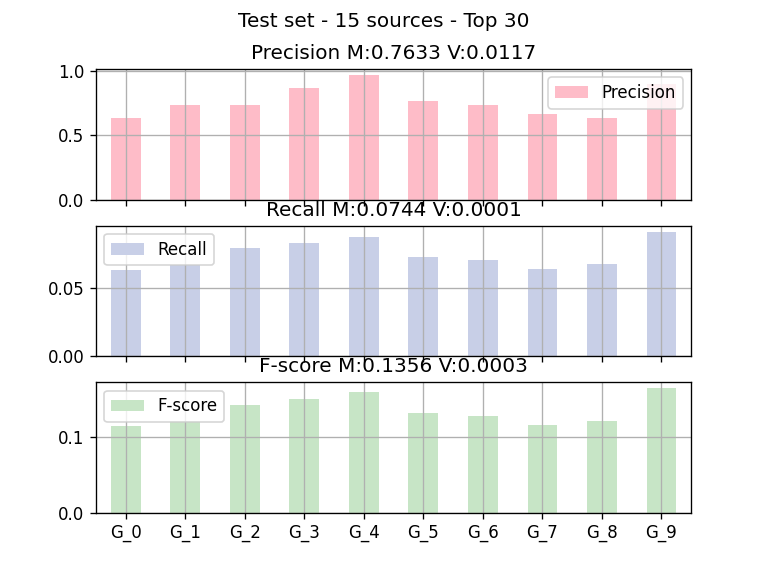 Test set - 15 sources - Top 30
Precision M:0.7633 V:0.0117
1.0
Precision
0.5
0.0
Recall M:0.0744 V:0.0001
Recall
0.05
0.00
F-score M:0.1356 V:0.0003
F-score
0.1
0.0
G_0 G_1 G_2 G_3 G_4 G_5 G_6 G_7 G_8 G_9